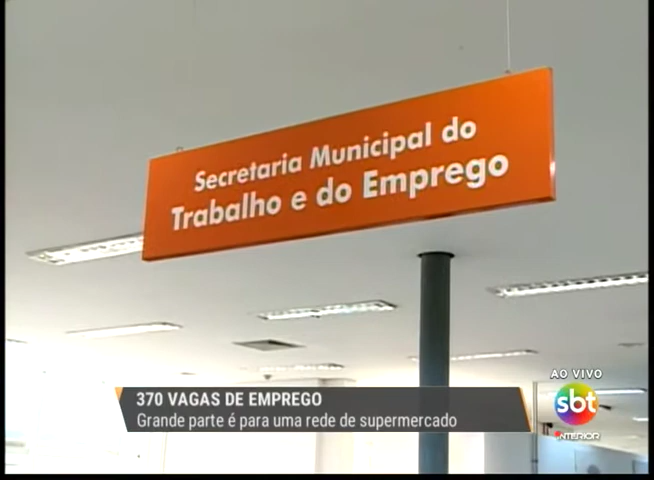 Secretaria Municipal do
Trabalho e do Emprego
370 VAGAS DE EMPREGO
Grande parte é para uma rede de supermercado
AO VIVO
sbt
INTERIOR